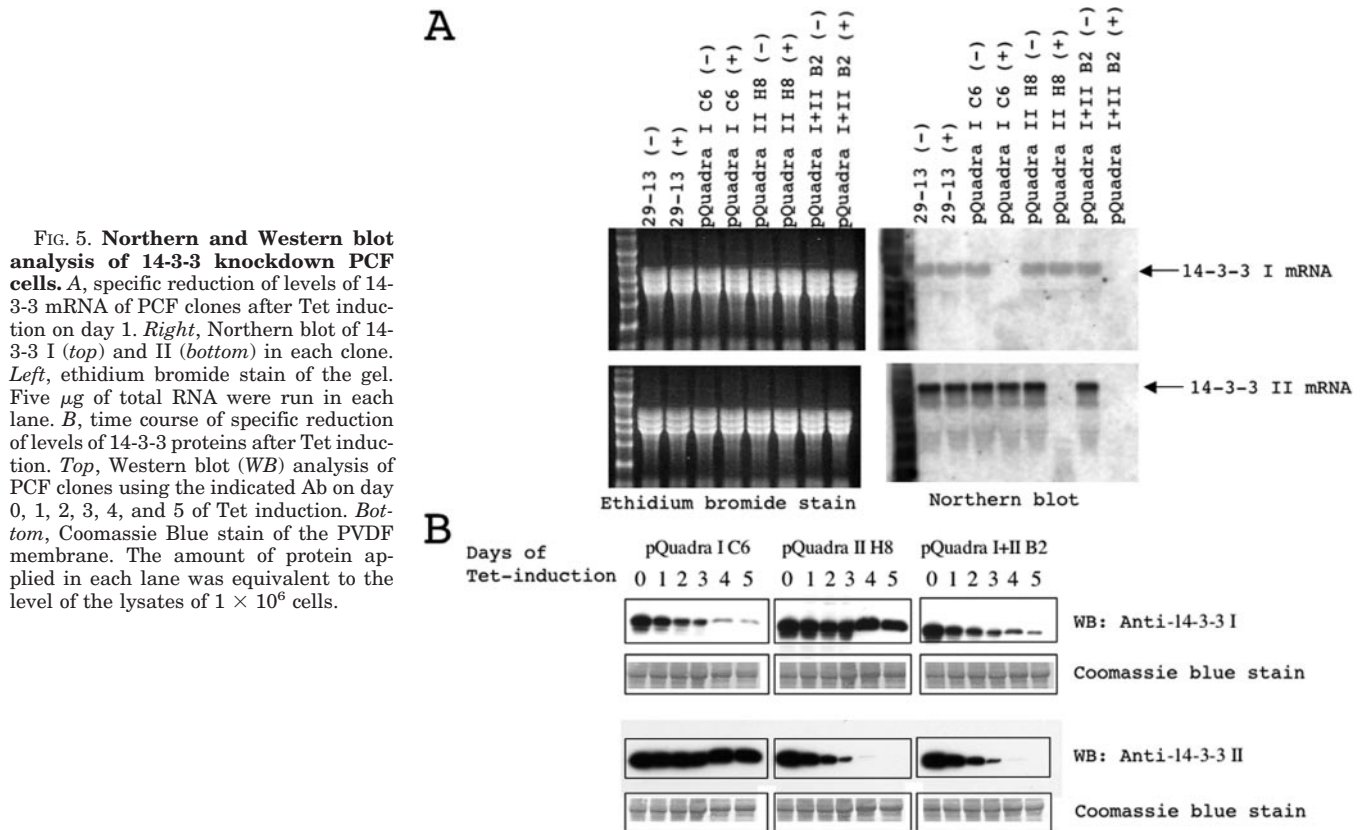 FIG. 5. Northern and Western blot
analysis of 14-3-3 knockdown PCF
cells. A, specific reduction of levels of 14-
3-3 mRNA of PCF clones after Tet induc-
tion on day 1. Right, Northern blot of 14-
3-3 I (top) and II (bottom) in each clone.
Left, ethidium bromide stain of the gel.
Five μg of total RNA were run in each
lane. B, time course of specific reduction
of levels of 14-3-3 proteins after Tet induc-
tion. Top, Western blot (WB) analysis of
PCF clones using the indicated Ab on day
0, 1, 2, 3, 4, and 5 of Tet induction. Bot-
tom, Coomassie Blue stain of the PVDF
membrane. The amount of protein ap-
plied in each lane was equivalent to the
level of the lysates of 1 × 10⁶ cells.
A
29-13 (-)
29-13 (+)
pQuadra I C6 (-)
pQuadra I C6 (+)
pQuadra II H8 (-)
pQuadra II H8 (+)
pQuadra I+II B2 (-)
pQuadra I+II B2 (+)
29-13 (-)
29-13 (+)
pQuadra I C6 (-)
pQuadra I C6 (+)
pQuadra II H8 (-)
pQuadra II H8 (+)
pQuadra I+II B2 (-)
pQuadra I+II B2 (+)
14-3-3 I mRNA
14-3-3 II mRNA
Ethidium bromide stain
Northern blot
B
Days of
Tet-induction
pQuadra I C6
pQuadra II H8
pQuadra I+II B2
0 1 2 3 4 5
0 1 2 3 4 5
0 1 2 3 4 5
WB: Anti-14-3-3 I
Coomassie blue stain
WB: Anti-14-3-3 II
Coomassie blue stain